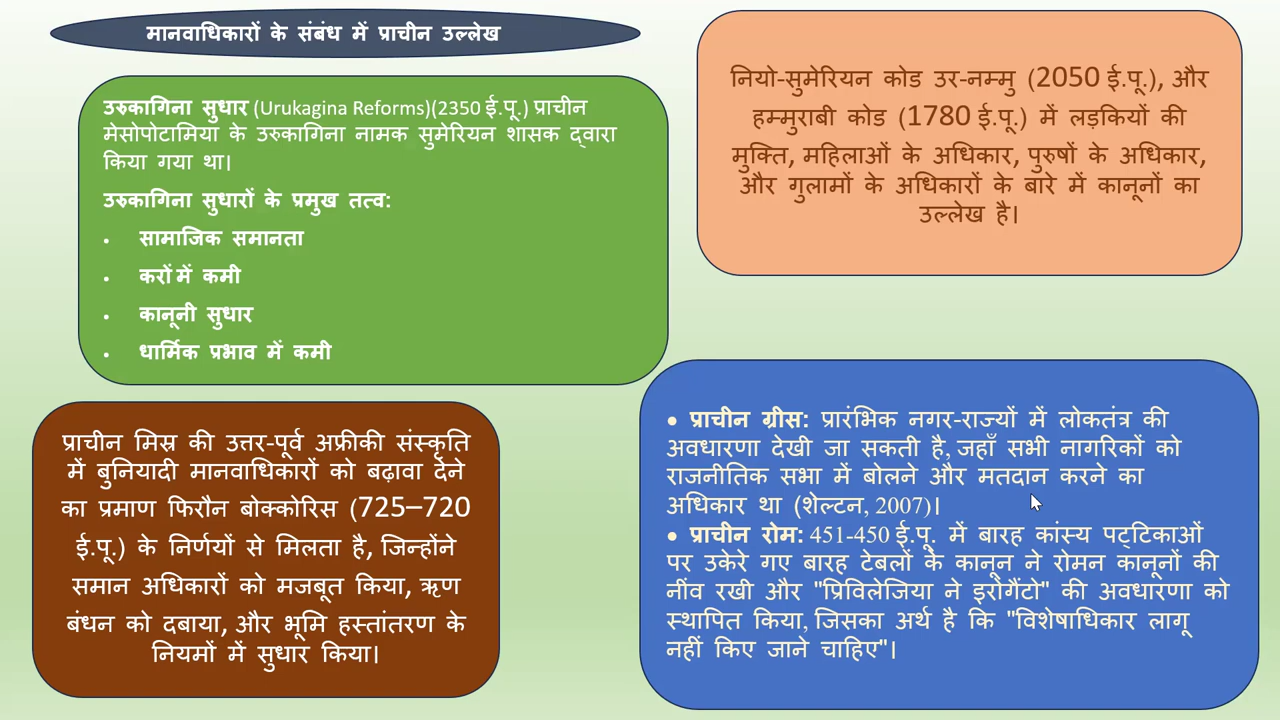 मानवाधिकारों के संबंध में प्राचीन उल्लेख
उरुकागिना सुधार (Urukagina Reforms)(2350 ई.पू.) प्राचीन
मेसोपोटामिया के उरुकागिना नामक सुमेरियन शासक द्वारा
किया गया था।
उरुकागिना सुधारों के प्रमुख तत्व:
• सामाजिक समानता
• करों में कमी
• कानूनी सुधार
• धार्मिक प्रभाव में कमी
नियो-सुमेरियन कोड उर-नम्मु (2050 ई.पू.), और
हम्मुराबी कोड (1780 ई.पू.) में लड़कियों की
मुक्ति, महिलाओं के अधिकार, पुरुषों के अधिकार,
और गुलामों के अधिकारों के बारे में कानूनों का
उल्लेख है।
प्राचीन मिस्र की उत्तर-पूर्व अफ्रीकी संस्कृति
में बुनियादी मानवाधिकारों को बढ़ावा देने
का प्रमाण फिरौन बोक्कोरिस (725–720
ई.पू.) के निर्णयों से मिलता है, जिन्होंने
समान अधिकारों को मजबूत किया, ऋण
बंधन को दबाया, और भूमि हस्तांतरण के
नियमों में सुधार किया।
• प्राचीन ग्रीस: प्रारंभिक नगर-राज्यों में लोकतंत्र की
अवधारणा देखी जा सकती है, जहाँ सभी नागरिकों को
राजनीतिक सभा में बोलने और मतदान करने का
अधिकार था (शेल्टन, 2007)।
• प्राचीन रोम: 451-450 ई.पू. में बारह कांस्य पट्टिकाओं
पर उकेरे गए बारह टेबलों के कानून ने रोमन कानूनों की
नींव रखी और "प्रिविलेजिया ने इरोगैंटो" की अवधारणा को
स्थापित किया, जिसका अर्थ है कि "विशेषाधिकार लागू
नहीं किए जाने चाहिए"।